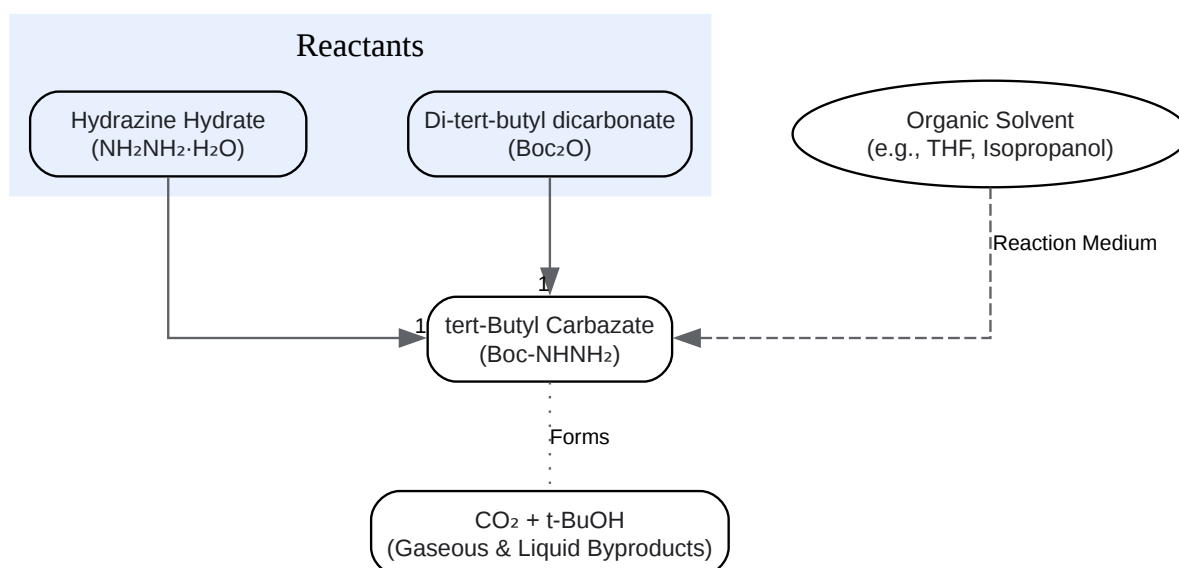 Reactants
Hydrazine Hydrate
(NH₂NH₂·H₂O)
Di-tert-butyl dicarbonate
(Boc₂O)
Organic Solvent
(e.g., THF, Isopropanol)
Reaction Medium
1
1
tert-Butyl Carbazate
(Boc-NHNH₂)
Forms
CO₂ + t-BuOH
(Gaseous & Liquid Byproducts)